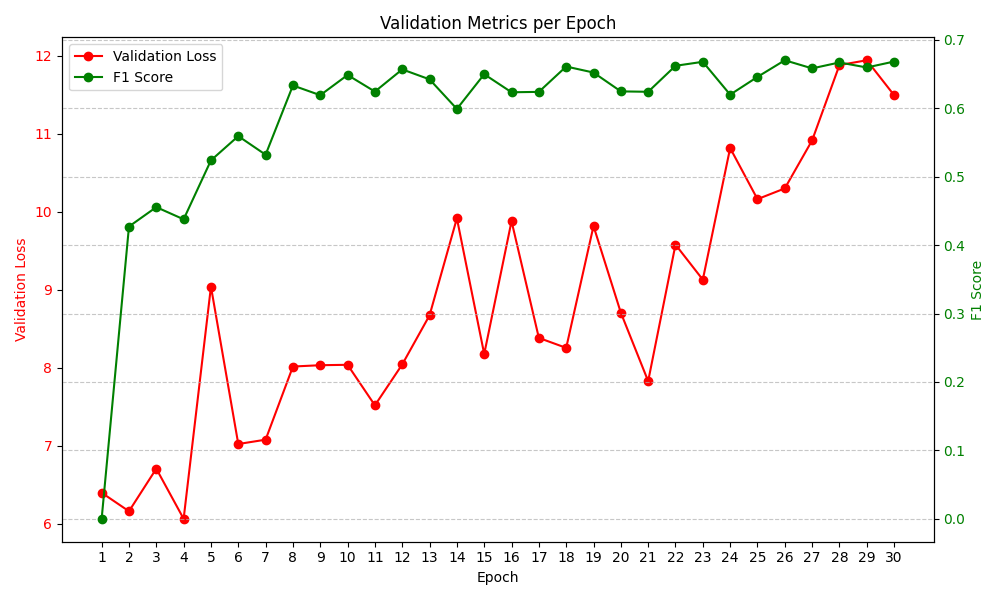 Validation Metrics per Epoch
Validation Loss
F1 Score
12
11
10
9
8
7
6
Validation Loss
0.7
0.6
0.5
0.4
0.3
0.2
0.1
0.0
F1 Score
1 2 3 4 5 6 7 8 9 10 11 12 13 14 15 16 17 18 19 20 21 22 23 24 25 26 27 28 29 30
Epoch